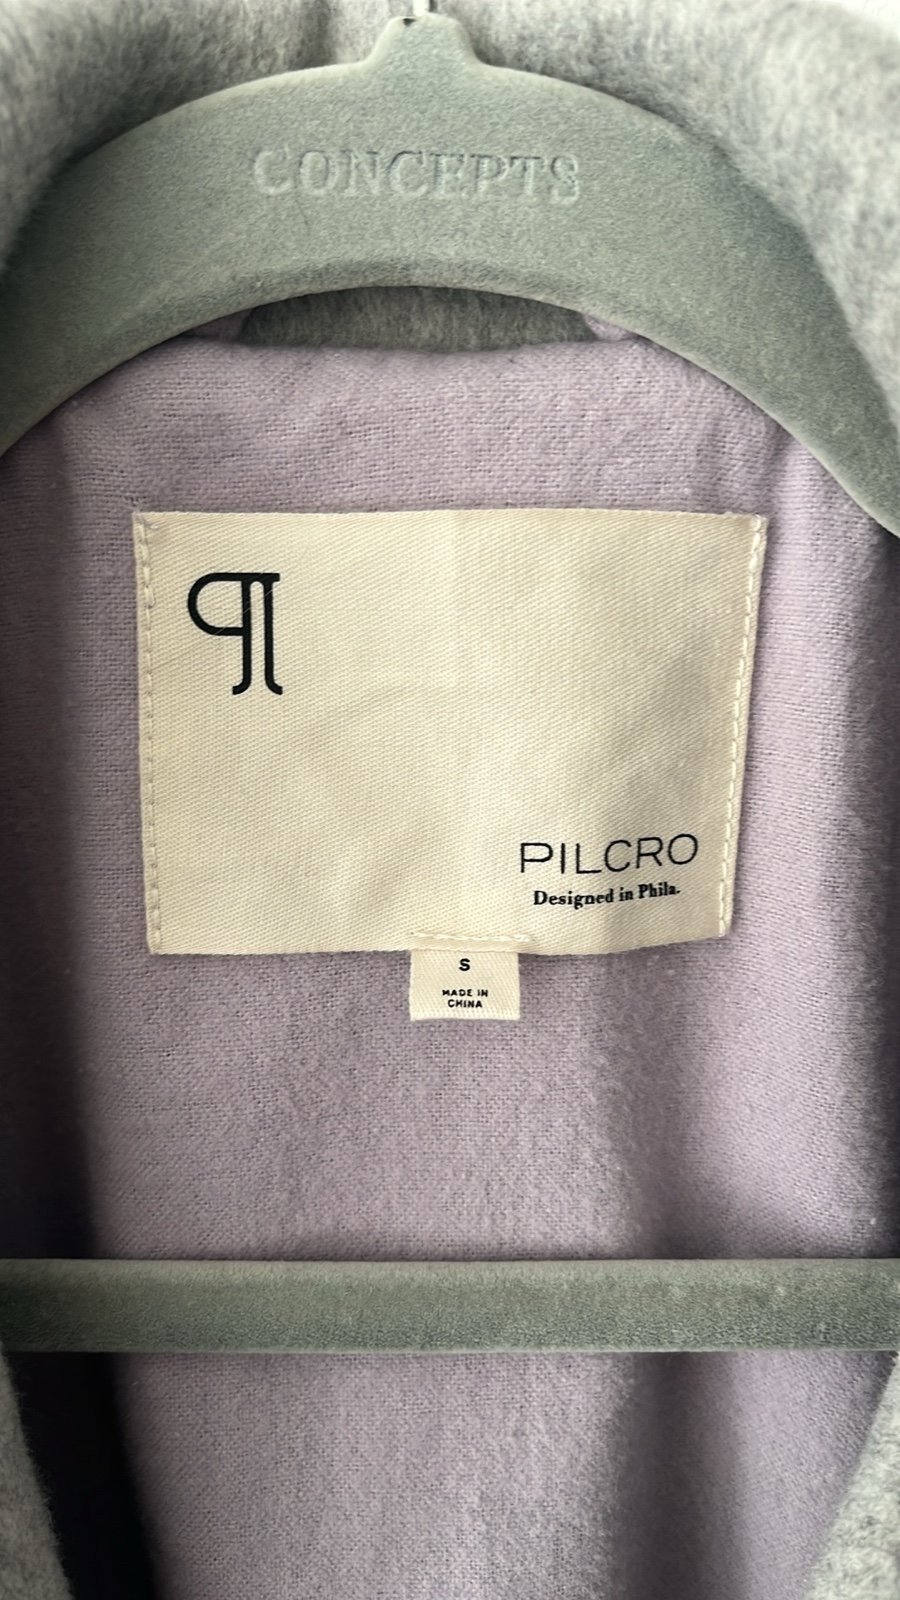 CONCEPTS
PILCRO
Designed in Phila.
S
MADE IN
CHINA